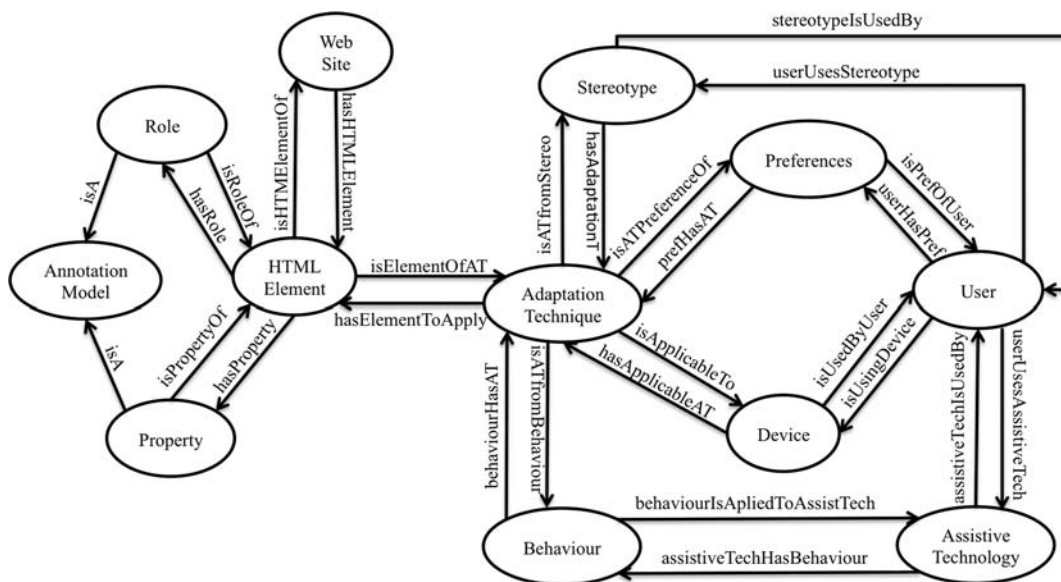 stereotypeIsUsedBy
Web
Site
userUsesStereotype
Stereotype
Role
isHTMElementOf
hasHTMLElement
isATfromStereo
hasAdaptationT
Preferences
isA
isRoleOf
hasRole
isATPreferenceOf
prefHasAT
isPrefOfUser
userHasPref
Annotation
Model
HTML
Element
isElementOfAT
hasElementToApply
Adaptation
Technique
User
isA
isPropertyOf
hasProperty
isApplicableTo
hasApplicableAT
isUsedByUser
isUsingDevice
Property
behaviourHasAT
isATfromBehaviour
Device
assistiveTechIsUsedBy
userUsesAssistiveTech
behaviourIsApliedToAssistTech
Behaviour
Assistive
Technology
assistiveTechHasBehaviour